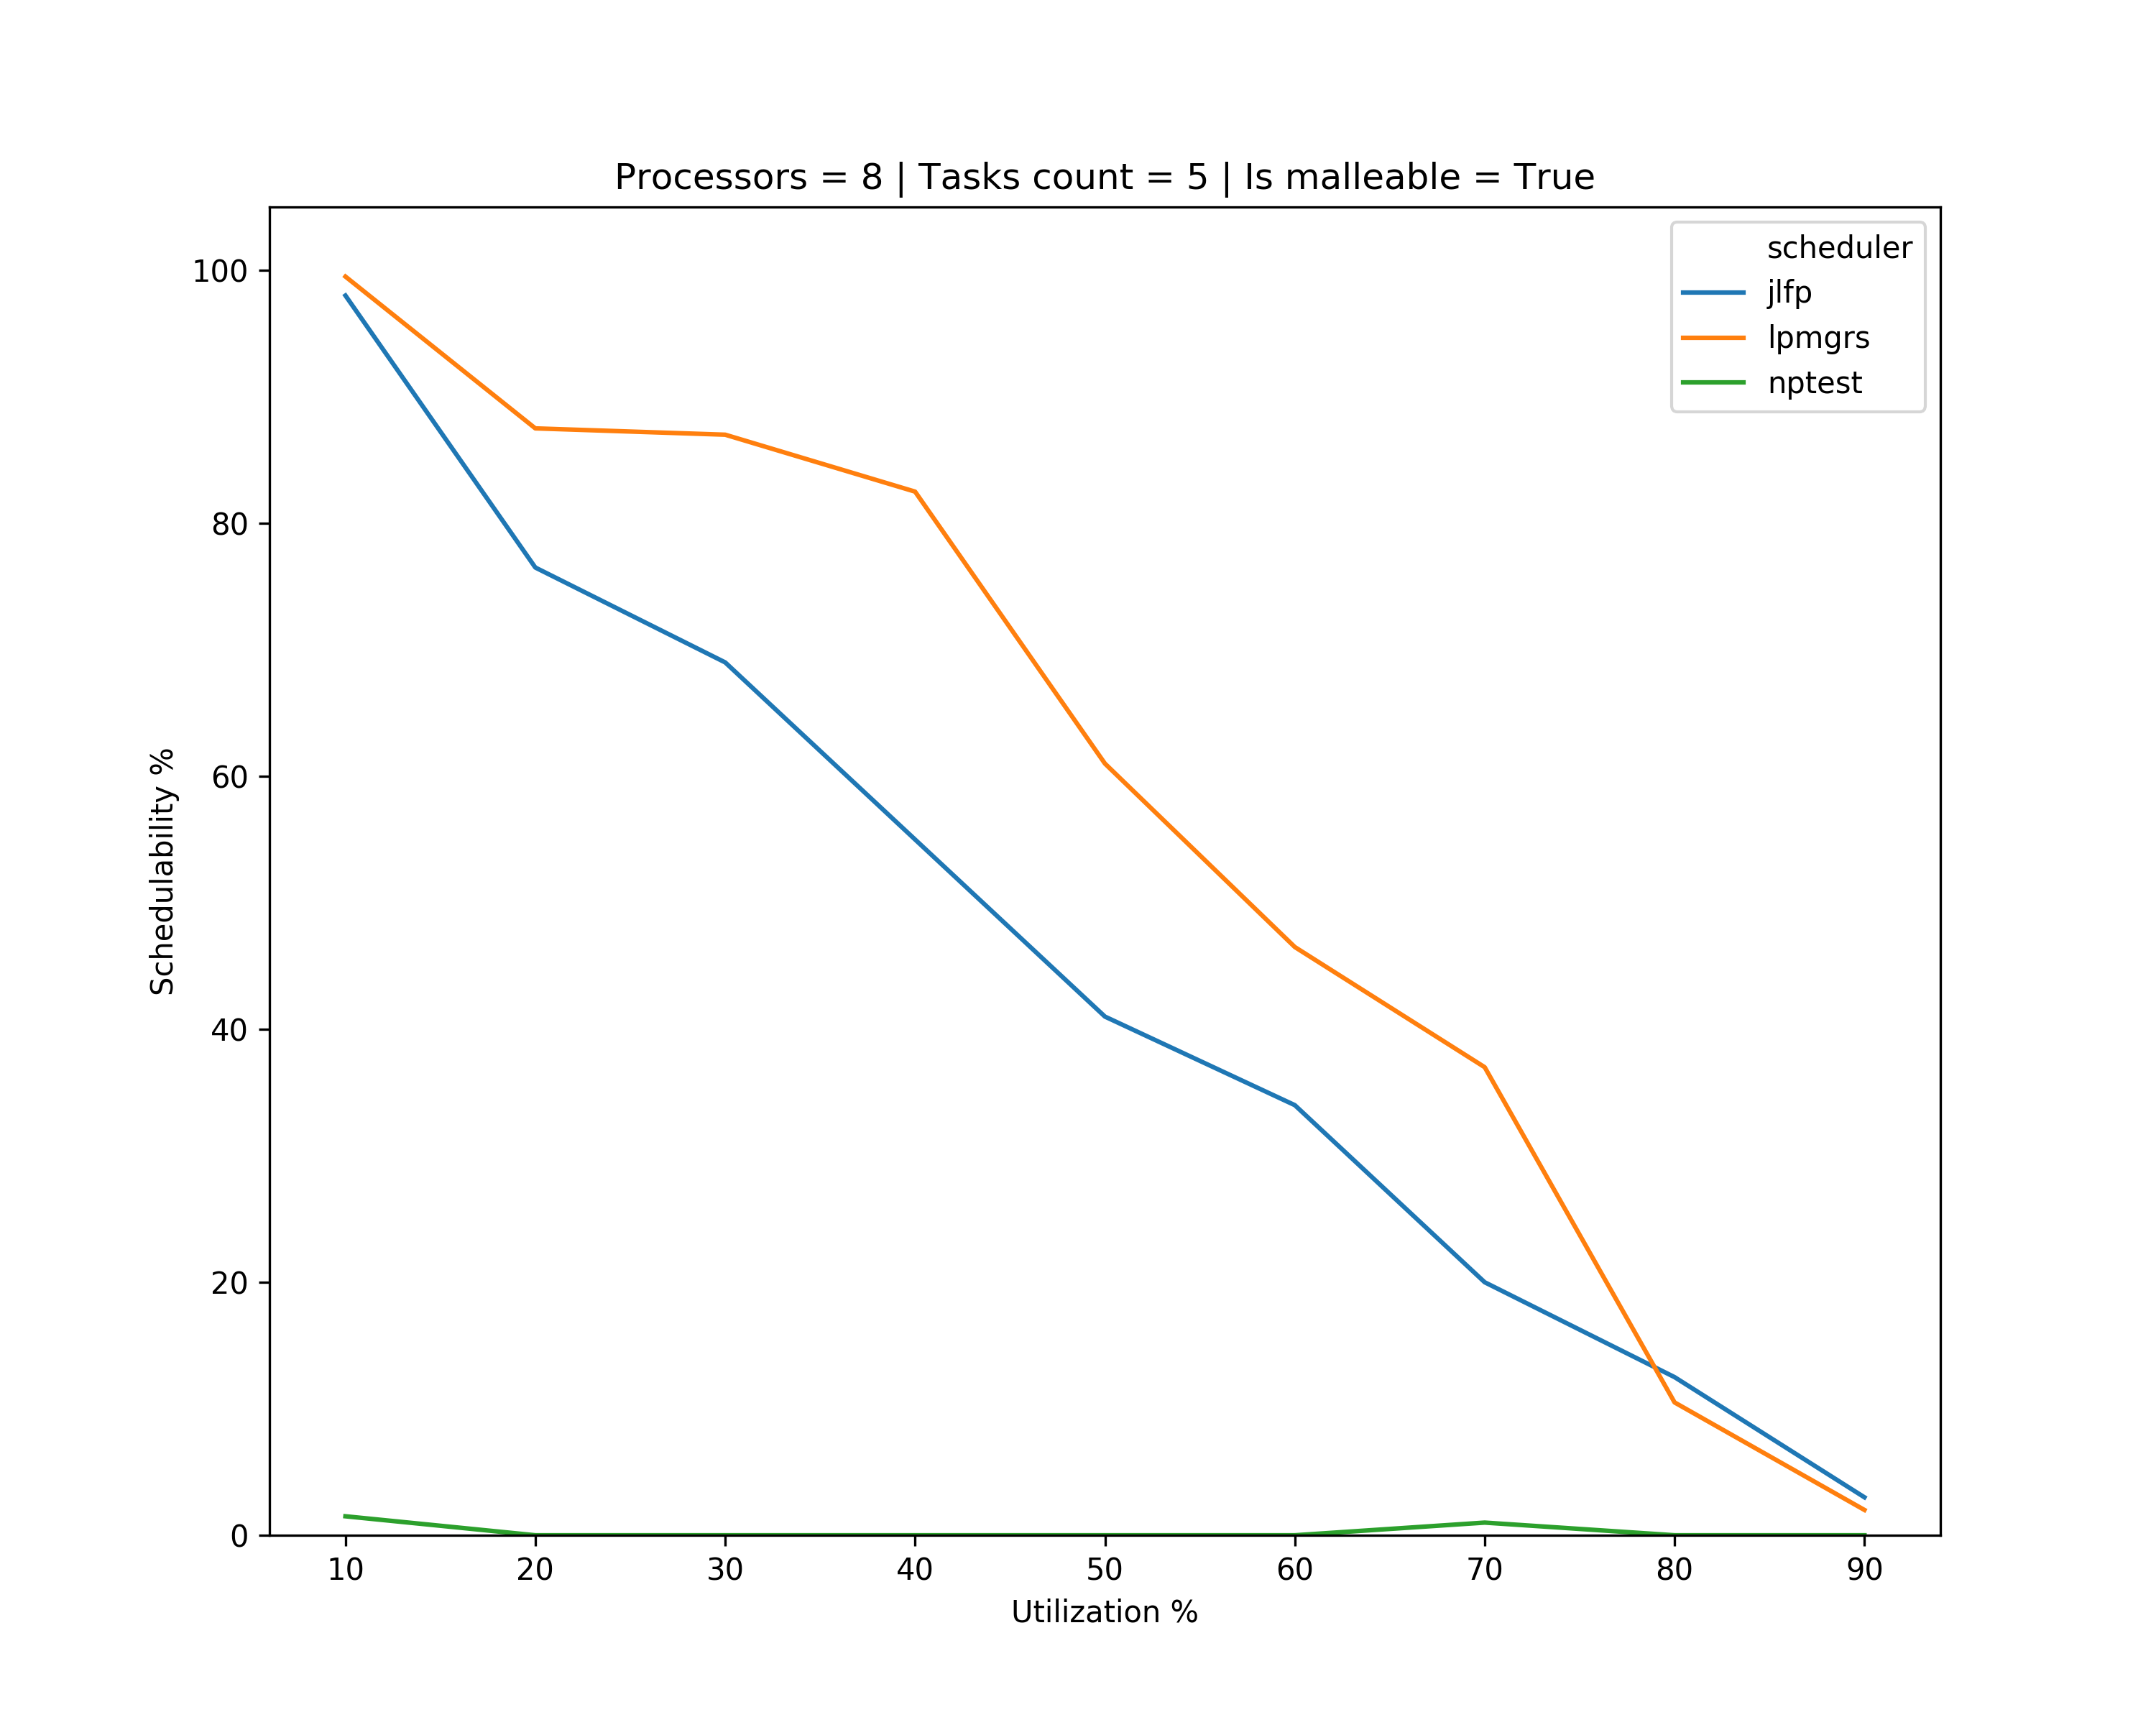 Processors = 8 | Tasks count = 5 | Is malleable = True
scheduler
jlfp
lpmgrs
nptest
100
80
60
40
20
0
Schedulability %
10 20 30 40 50 60 70 80 90
Utilization %